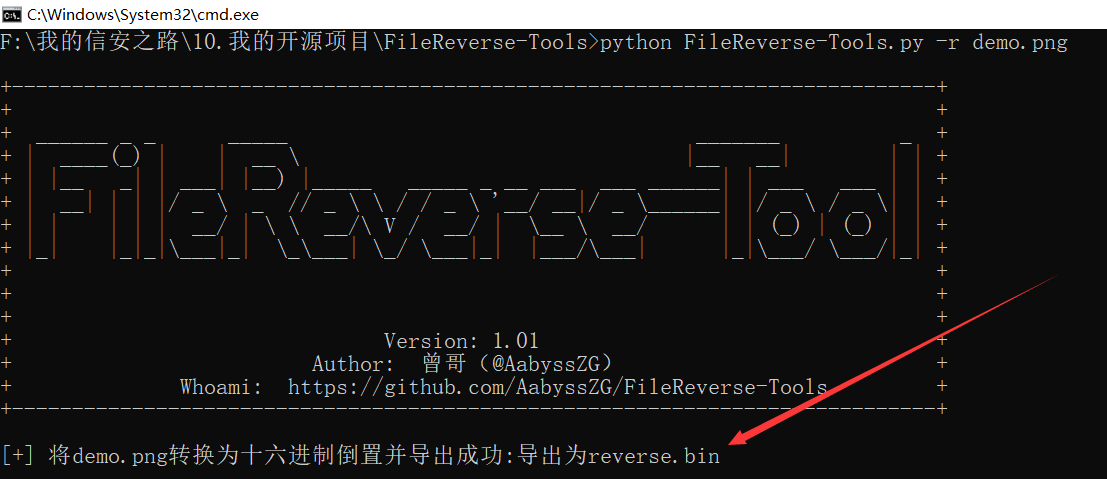 C:\Windows\System32\cmd.exe
F:\我的信安之路\10.我的开源项目\FileReverse-Tools>python FileReverse-Tools.py -r demo.png
FileReverse-Tool
Version: 1.01
Author: 曾哥（@AabyssZG）
Whoami: https://github.com/AabyssZG/FileReverse-Tools
[+] 将demo.png转换为十六进制倒置并导出成功:导出为reverse.bin